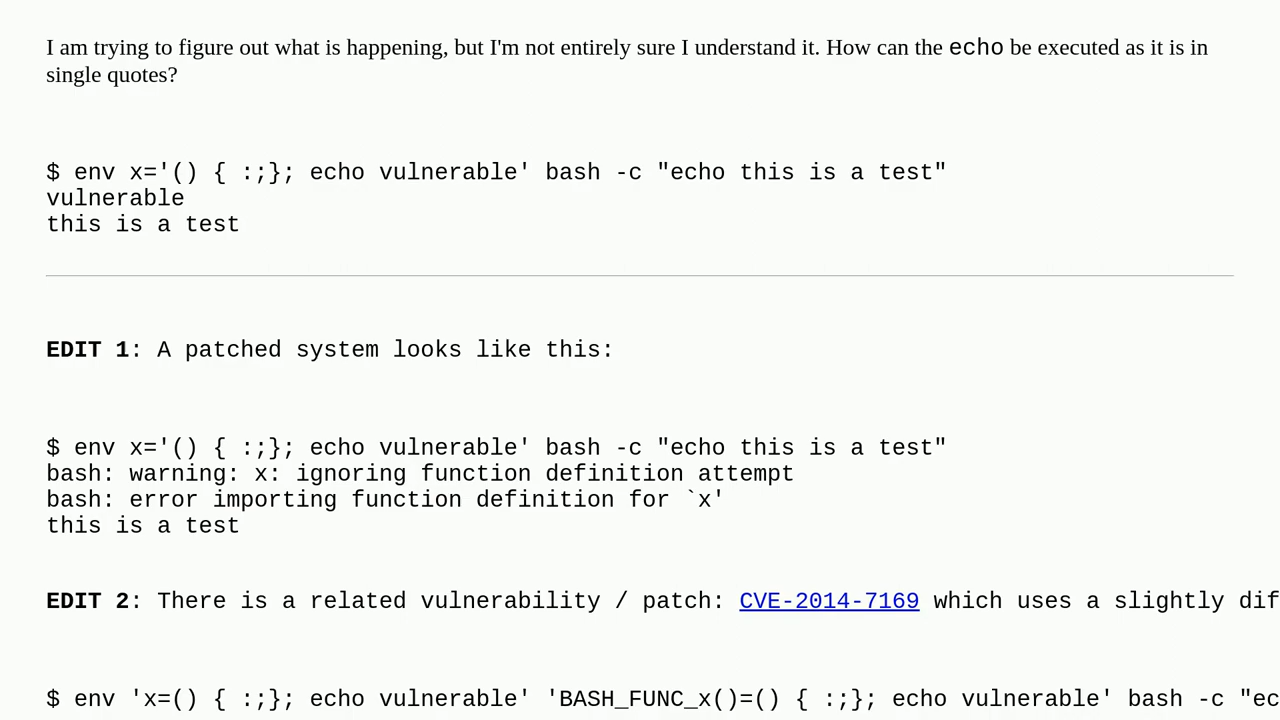 I am trying to figure out what is happening, but I'm not entirely sure I understand it. How can the echo be executed as it is in
single quotes?
$ env x='() { :;}; echo vulnerable' bash -c "echo this is a test"
vulnerable
this is a test
EDIT 1: A patched system looks like this:
$ env x='() { :;}; echo vulnerable' bash -c "echo this is a test"
bash: warning: x: ignoring function definition attempt
bash: error importing function definition for `x'
this is a test
EDIT 2: There is a related vulnerability / patch: CVE-2014-7169 which uses a slightly dif
$ env 'x=() { :;}; echo vulnerable' 'BASH_FUNC_x()=() { :;}; echo vulnerable' bash -c "ec